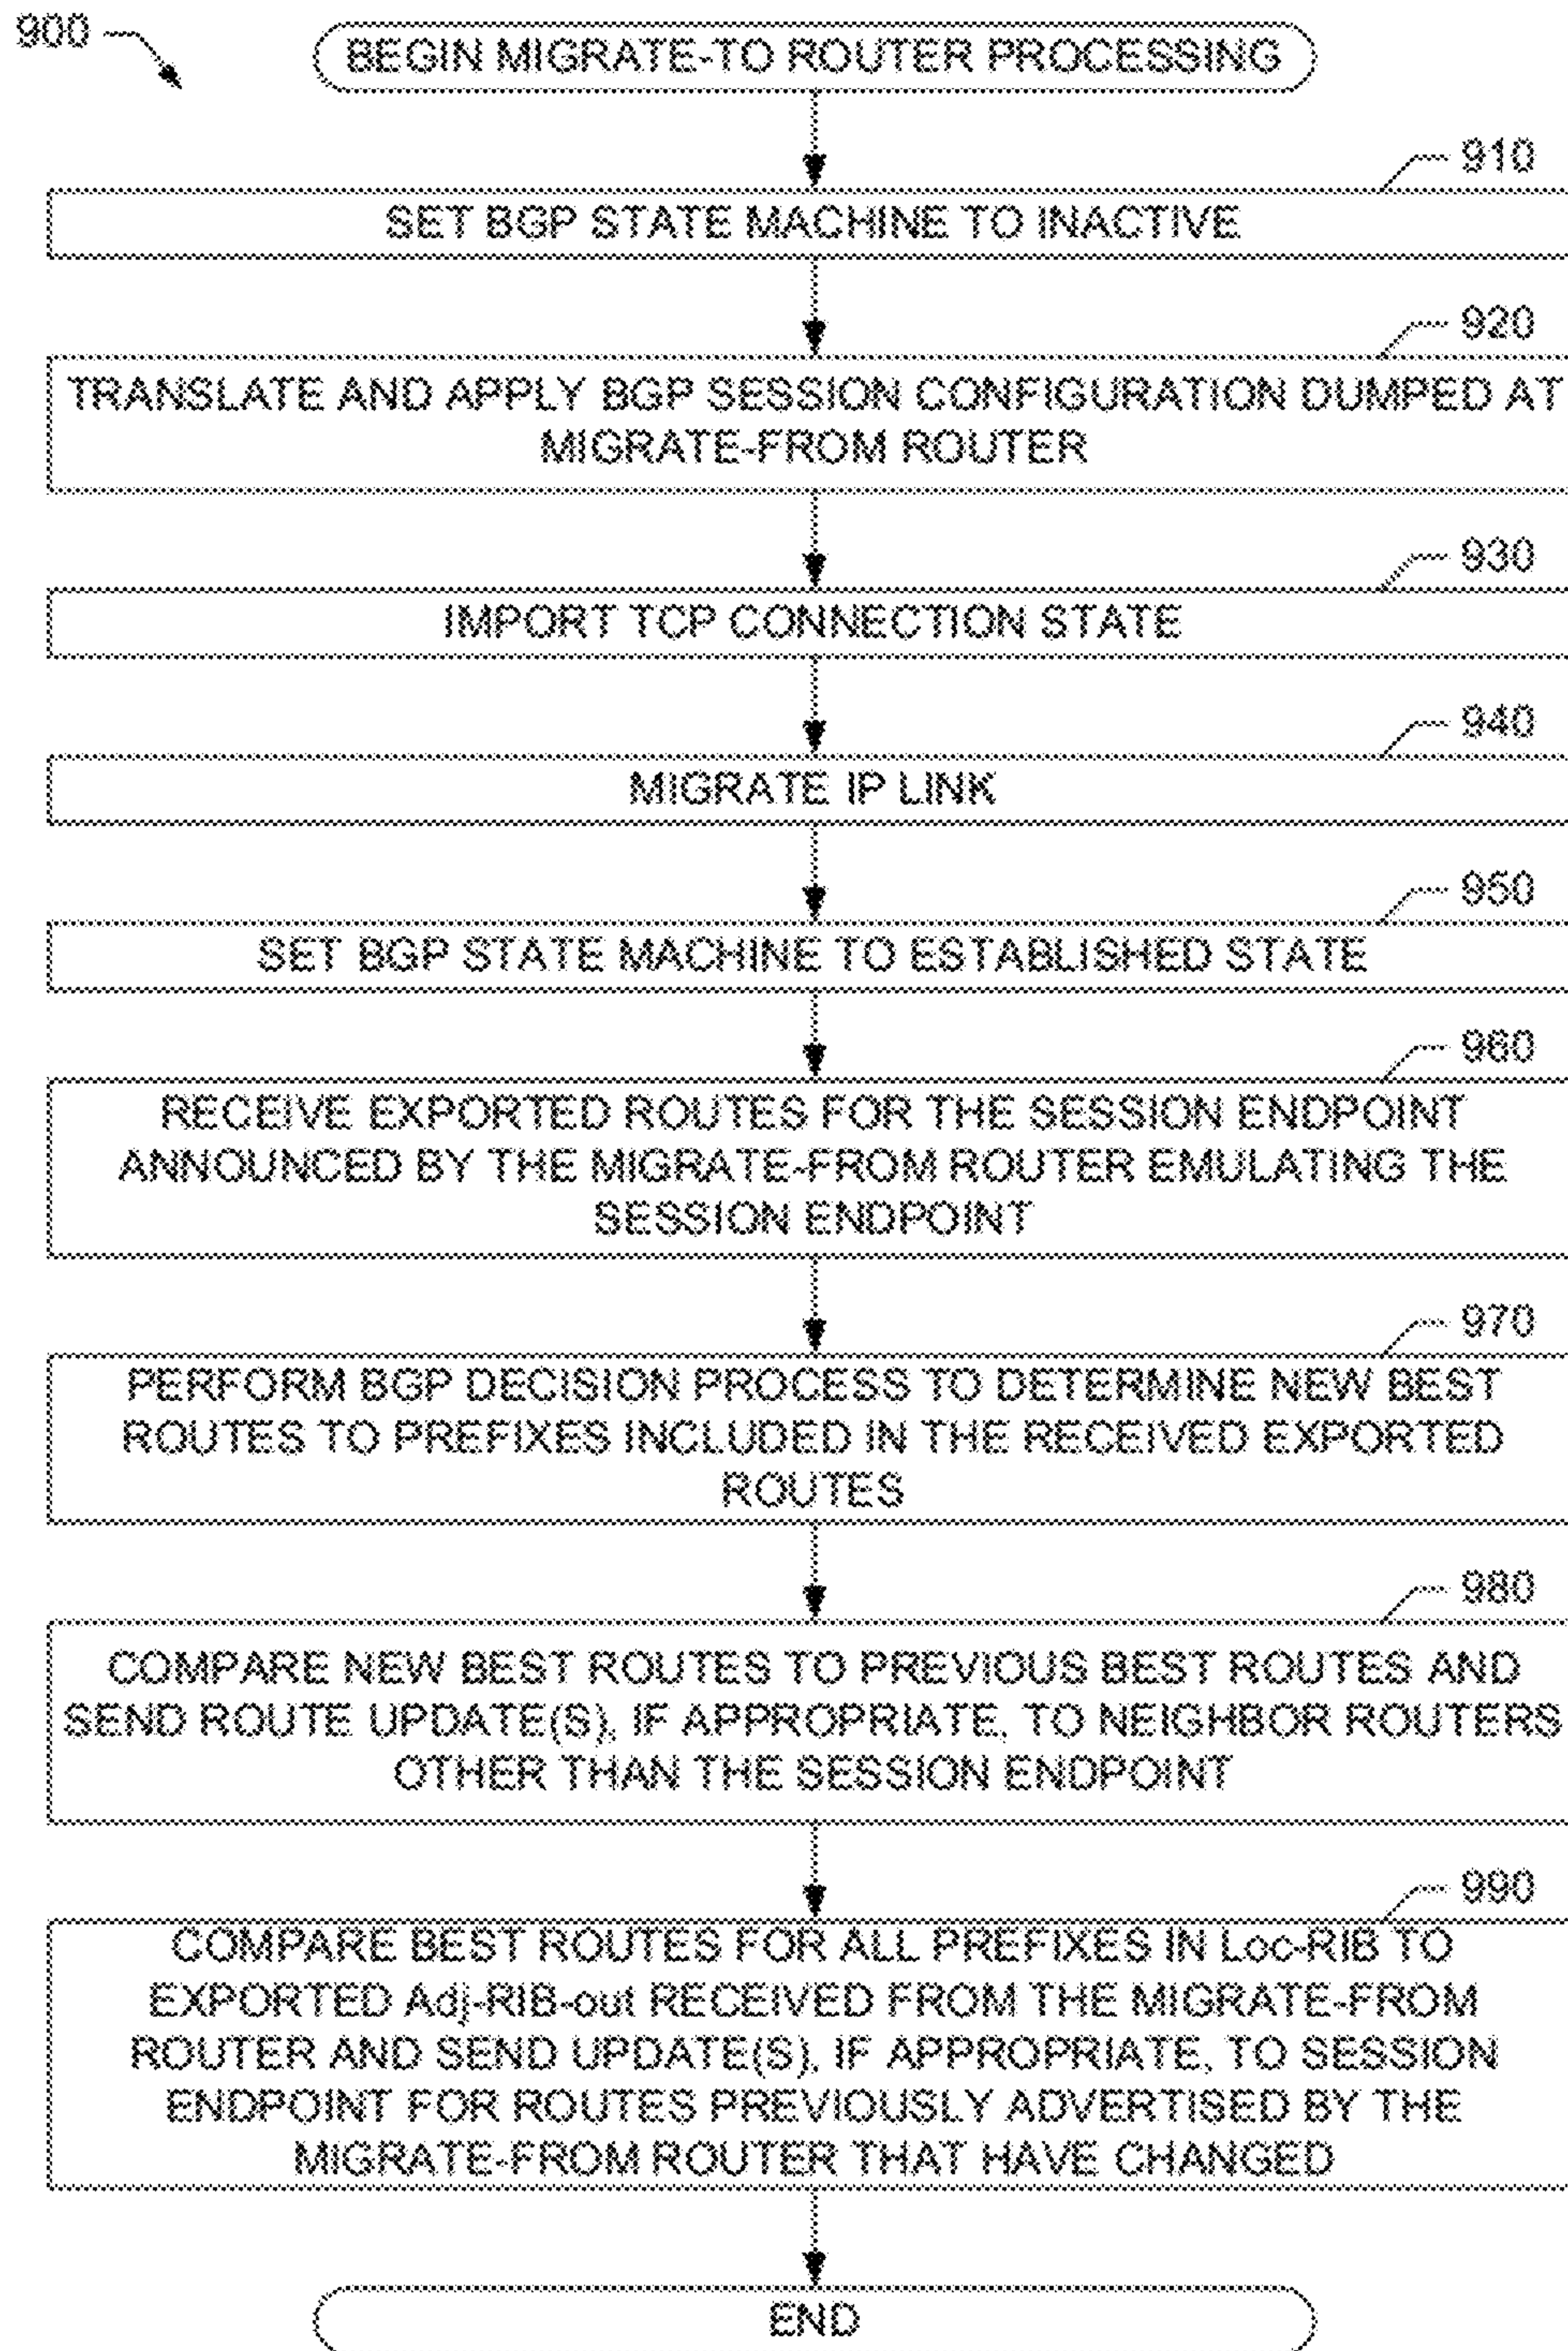 900
BEGIN MIGRATE-TO ROUTER PROCESSING
910
SET BGP STATE MACHINE TO INACTIVE
920
TRANSLATE AND APPLY BGP SESSION CONFIGURATION DUMPED AT
MIGRATE-FROM ROUTER
930
IMPORT TCP CONNECTION STATE
940
MIGRATE IP LINK
950
SET BGP STATE MACHINE TO ESTABLISHED STATE
960
RECEIVE EXPORTED ROUTES FOR THE SESSION ENDPOINT
ANNOUNCED BY THE MIGRATE-FROM ROUTER EMULATING THE
SESSION ENDPOINT
970
PERFORM BGP DECISION PROCESS TO DETERMINE NEW BEST
ROUTES TO PREFIXES INCLUDED IN THE RECEIVED EXPORTED
ROUTES
980
COMPARE NEW BEST ROUTES TO PREVIOUS BEST ROUTES AND
SEND ROUTE UPDATE(S), IF APPROPRIATE, TO NEIGHBOR ROUTERS
OTHER THAN THE SESSION ENDPOINT
990
COMPARE BEST ROUTES FOR ALL PREFIXES IN Loc-RIB TO
EXPORTED Adj-RIB-out RECEIVED FROM THE MIGRATE-FROM
ROUTER AND SEND UPDATE(S), IF APPROPRIATE, TO SESSION
ENDPOINT FOR ROUTES PREVIOUSLY ADVERTISED BY THE
MIGRATE-FROM ROUTER THAT HAVE CHANGED
END